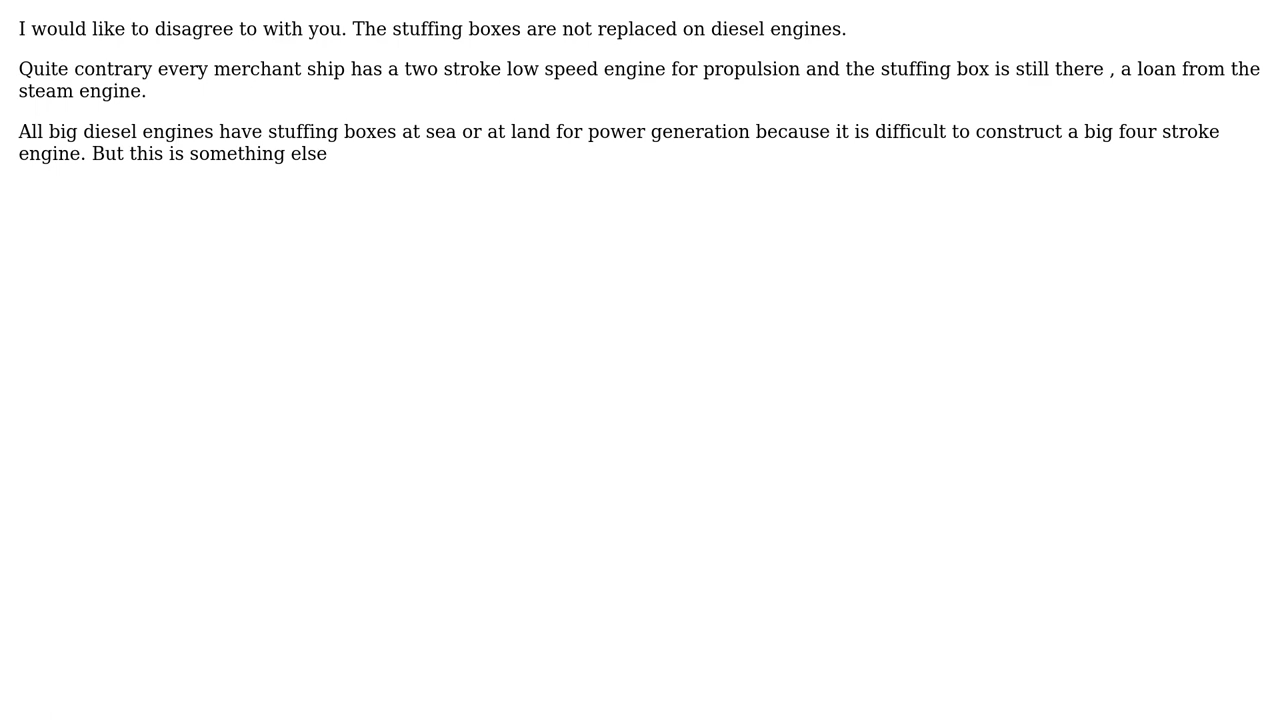 I would like to disagree to with you. The stuffing boxes are not replaced on diesel engines.
Quite contrary every merchant ship has a two stroke low speed engine for propulsion and the stuffing box is still there , a loan from the
steam engine.
All big diesel engines have stuffing boxes at sea or at land for power generation because it is difficult to construct a big four stroke
engine. But this is something else